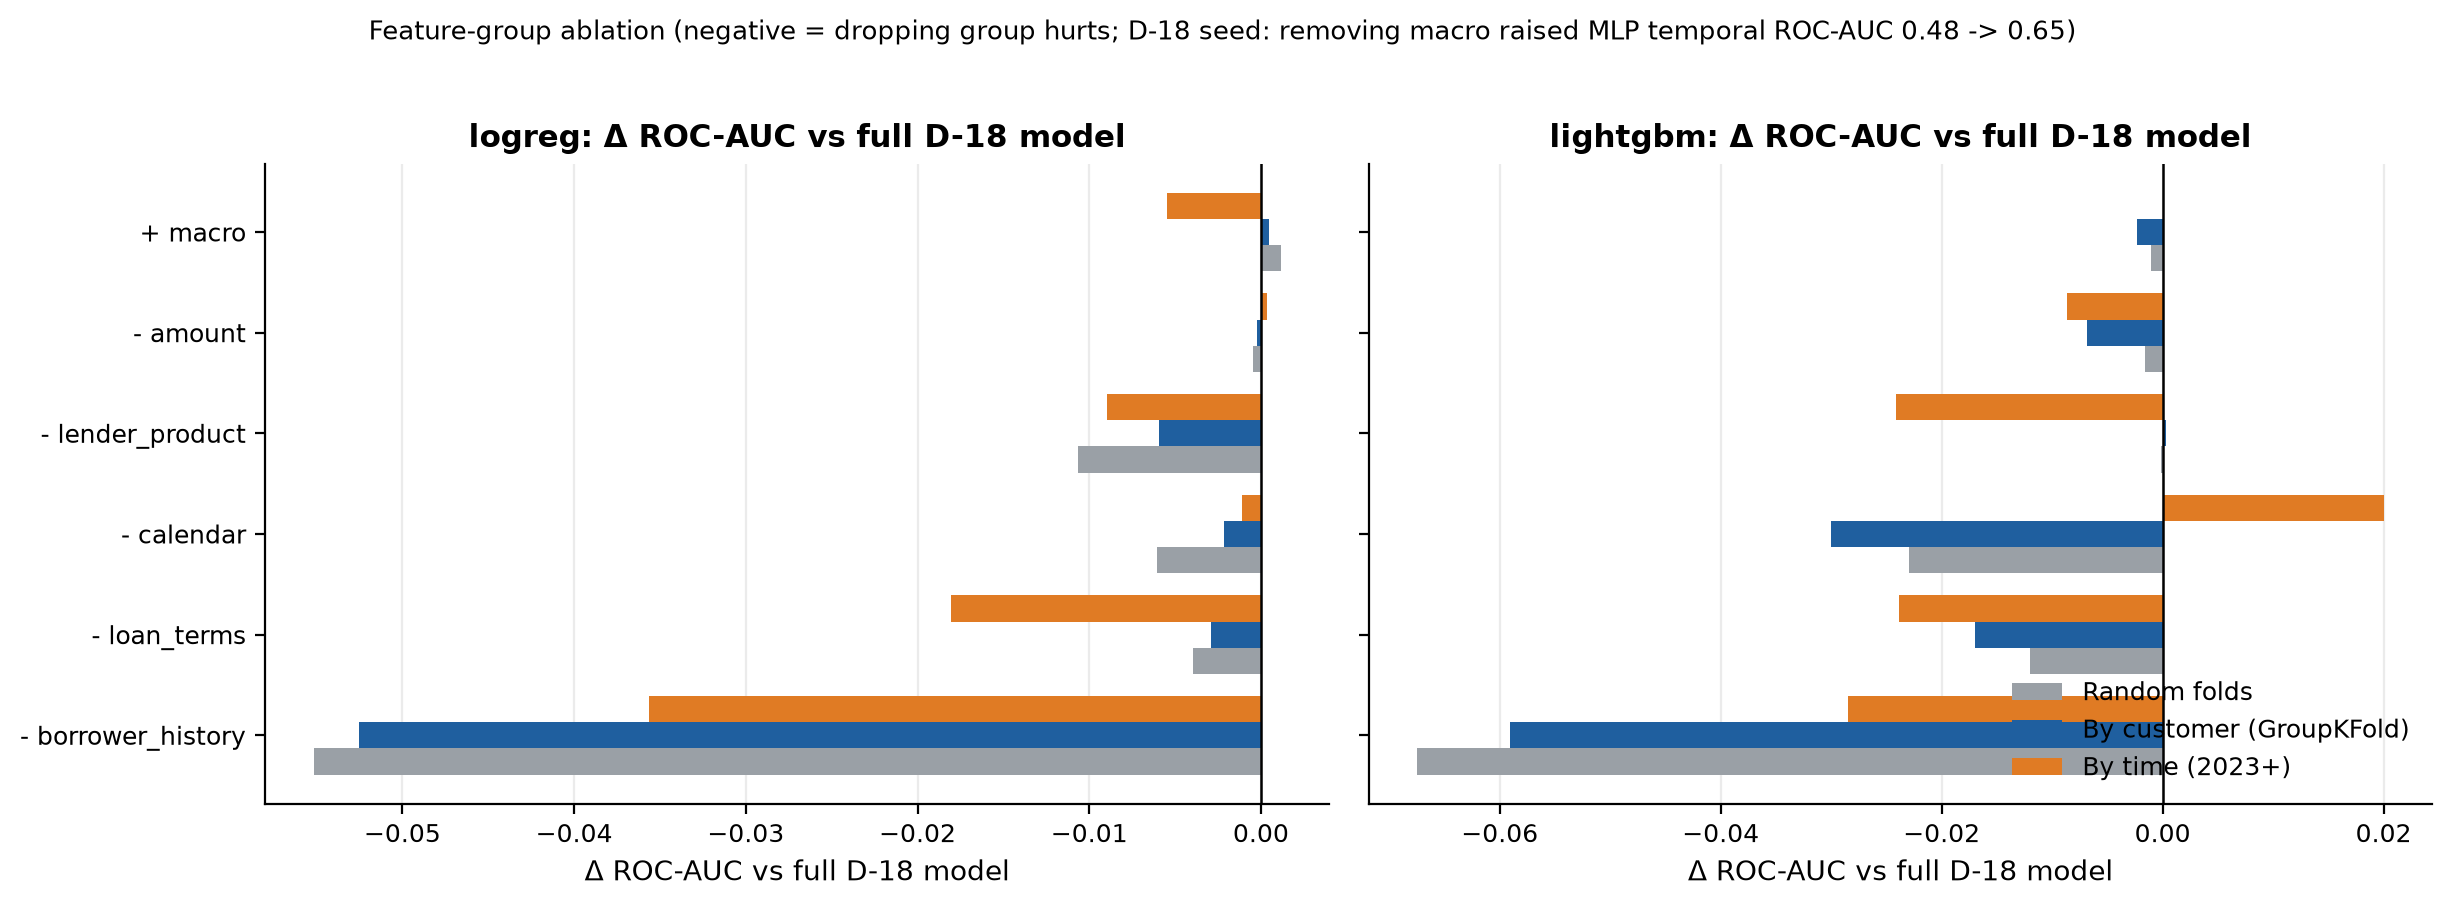 Feature-group ablation (negative = dropping group hurts; D-18 seed: removing macro raised MLP temporal ROC-AUC 0.48 -> 0.65)
logreg: Δ ROC-AUC vs full D-18 model
+ macro
- amount
- lender_product
- calendar
- loan_terms
- borrower_history
−0.05 −0.04 −0.03 −0.02 −0.01 0.00
Δ ROC-AUC vs full D-18 model
lightgbm: Δ ROC-AUC vs full D-18 model
Random folds
By customer (GroupKFold)
By time (2023+)
−0.06 −0.04 −0.02 0.00 0.02
Δ ROC-AUC vs full D-18 model